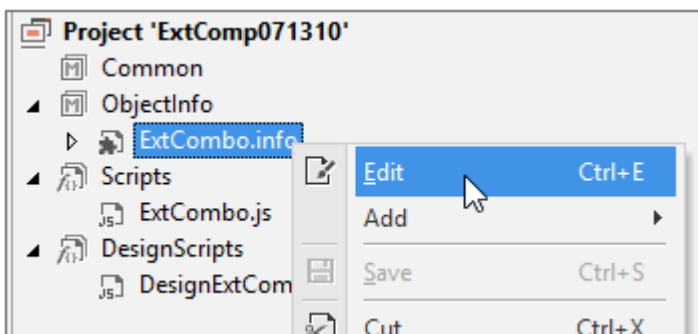 Project 'ExtComp071310'
Common
ObjectInfo
ExtCombo.info
Edit Ctrl+E
Scripts
Add
ExtCombo.js
DesignScripts
Save Ctrl+S
DesignExtCom
Cut Ctrl+X